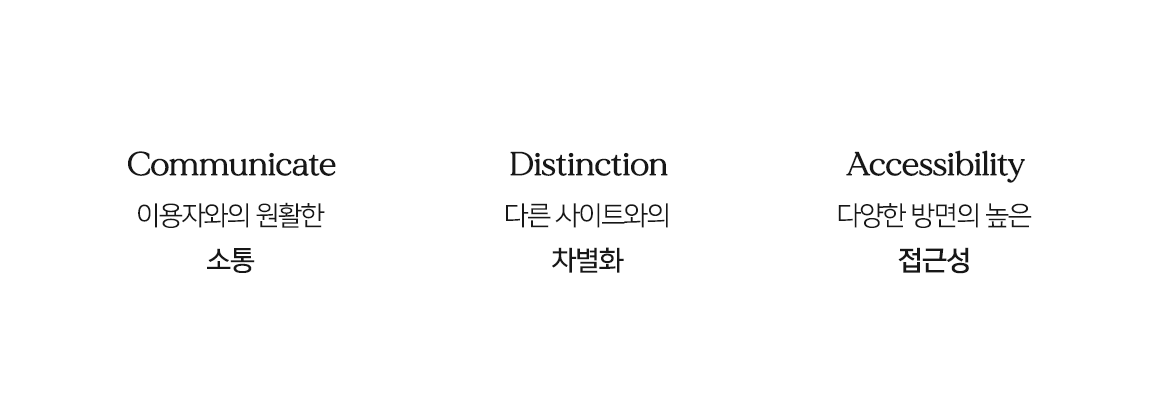 Communicate
이용자와의 원활한
소통
Distinction
다른 사이트와의
차별화
Accessibility
다양한 방면의 높은
접근성